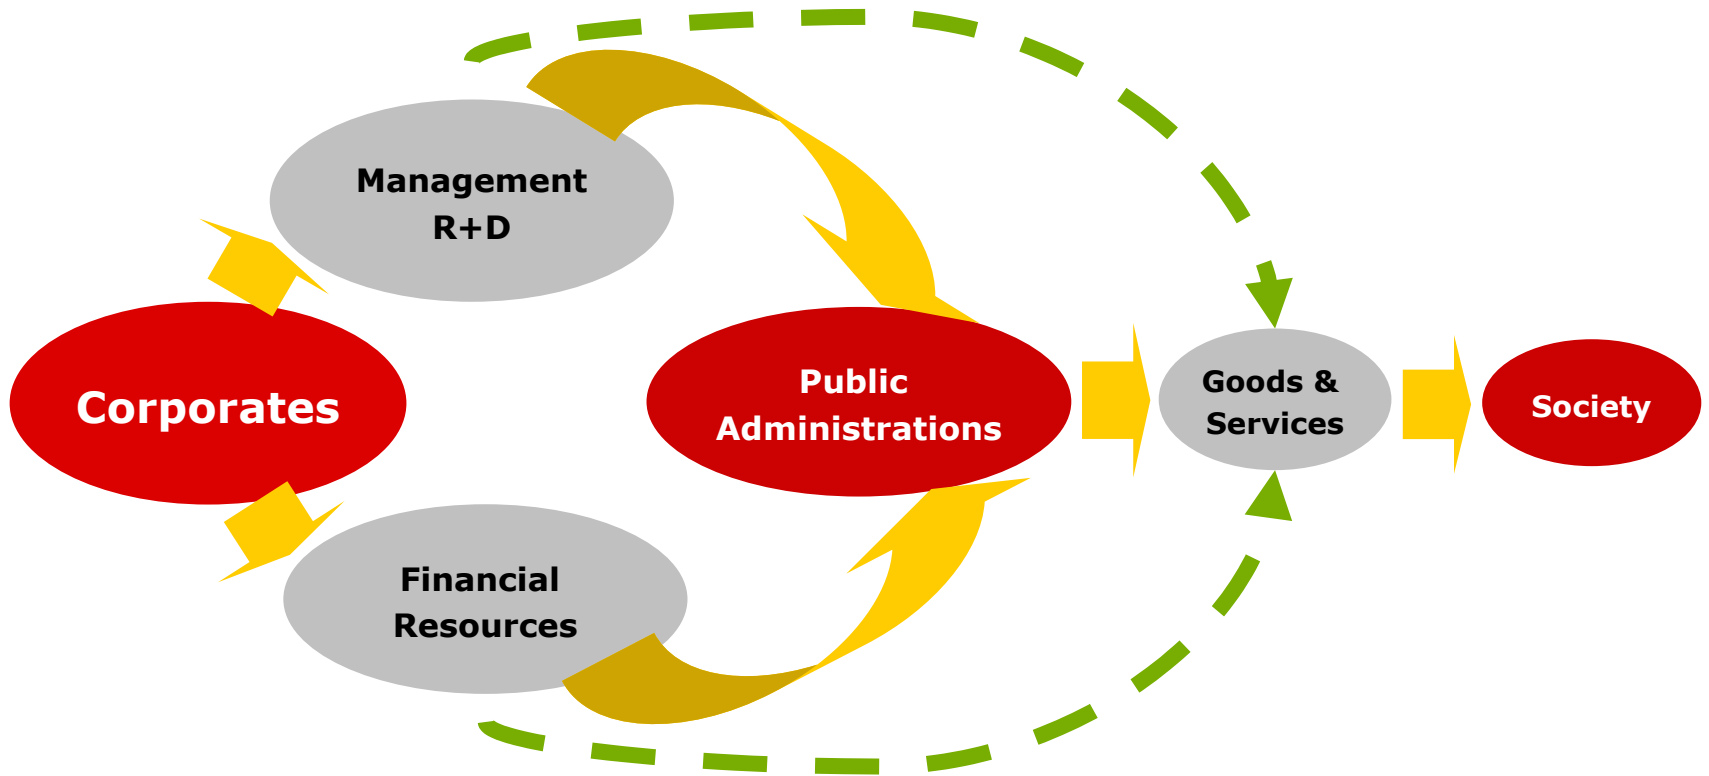 Management
R+D
Corporates
Public
Administrations
Goods &
Services
Society
Financial
Resources